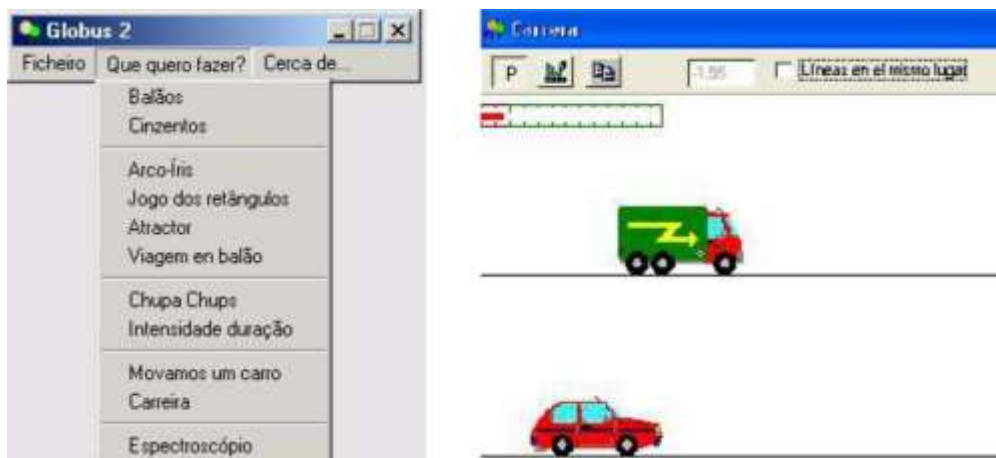 Globus 2
Ficheiro Que quero fazer? Cerca de...
Balãos
Cinzentos
Arco-Íris
Jogo dos retângulos
Atractor
Viagem en balão
Chupa Chups
Intensidade duração
Movamos um carro
Carreira
Espectroscópio
Carrera
P
Líneas en el mismo lugar